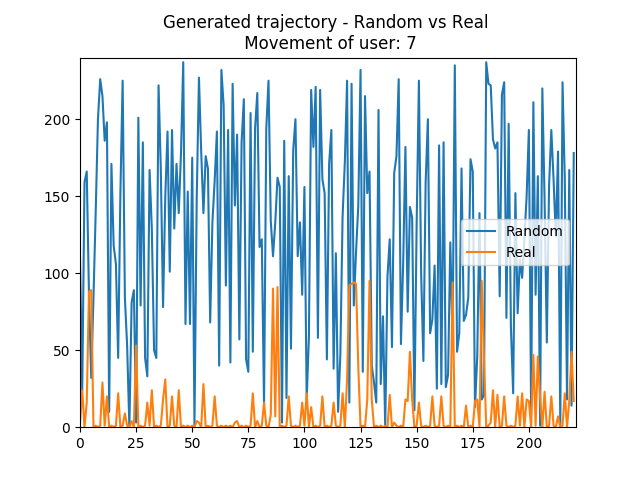 Generated trajectory - Random vs Real
Movement of user: 7
200
150
100
50
0
Random
Real
0 25 50 75 100 125 150 175 200